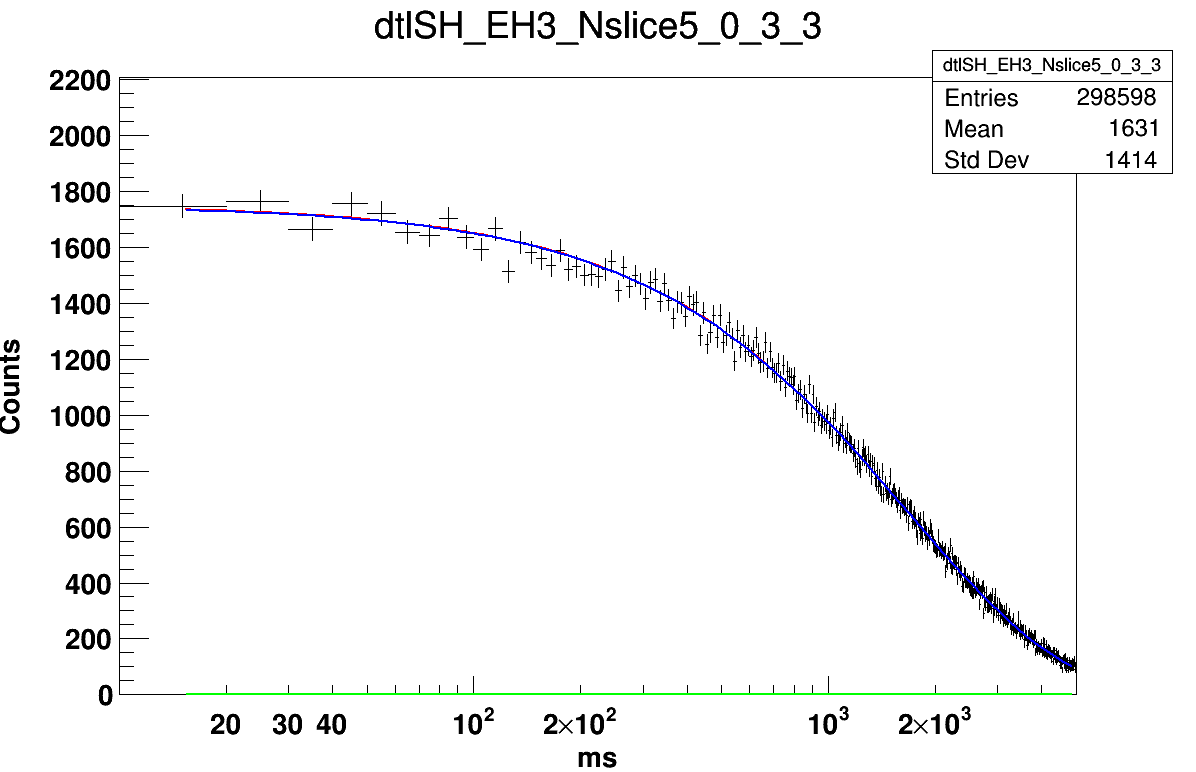 dtlSH_EH3_Nslice5_0_3_3
dtlSH_EH3_Nslice5_0_3_3
Entries 298598
Mean 1631
Std Dev 1414
2200
2000
1800
1600
1400
1200
1000
800
600
400
200
0
Counts
20 30 40 10² 2×10² 10³ 2×10³
ms